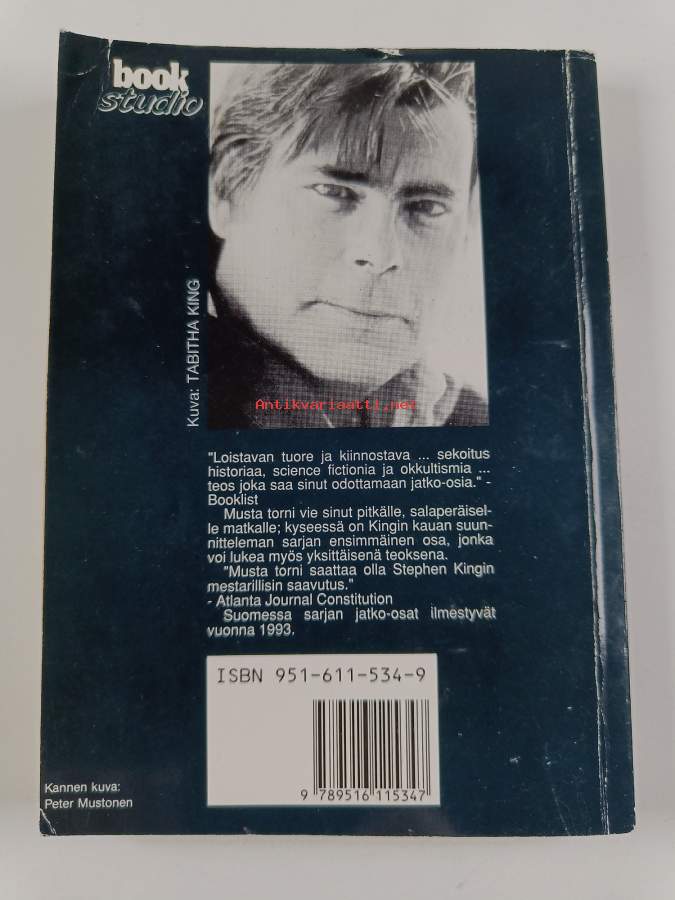 book
studio
Kuva: TABITHA KING
Antikvariaatti.net
"Loistavan tuore ja kiinnostava ... sekoitus
historiaa, science fictionia ja okkultismia ...
teos joka saa sinut odottamaan jatko-osia." -
Booklist
Musta torni vie sinut pitkälle, salaperäisel-
le matkalle; kyseessä on Kingin kauan suun-
nitteleman sarjan ensimmäinen osa, jonka
voi lukea myös yksittäisenä teoksena.
"Musta torni saattaa olla Stephen Kingin
mestarillisin saavutus."
- Atlanta Journal Constitution
Suomessa sarjan jatko-osat ilmestyvät
vuonna 1993.
ISBN 951-611-534-9
9 789516 115347
Kannen kuva:
Peter Mustonen